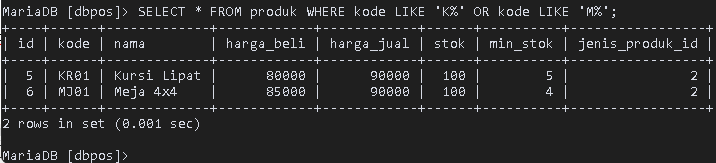 MariaDB [dbpos]> SELECT * FROM produk WHERE kode LIKE 'K%' OR kode LIKE 'M%';
+----+------+-------------+------------+------------+------+----------+-----------------+
| id | kode | nama        | harga_beli | harga_jual | stok | min_stok | jenis_produk_id |
+----+------+-------------+------------+------------+------+----------+-----------------+
|  5 | KR01 | Kursi Lipat |      80000 |      90000 |  100 |        5 |               2 |
|  6 | MJ01 | Meja 4x4    |      85000 |      90000 |  100 |        4 |               2 |
+----+------+-------------+------------+------------+------+----------+-----------------+
2 rows in set (0.001 sec)
MariaDB [dbpos]>